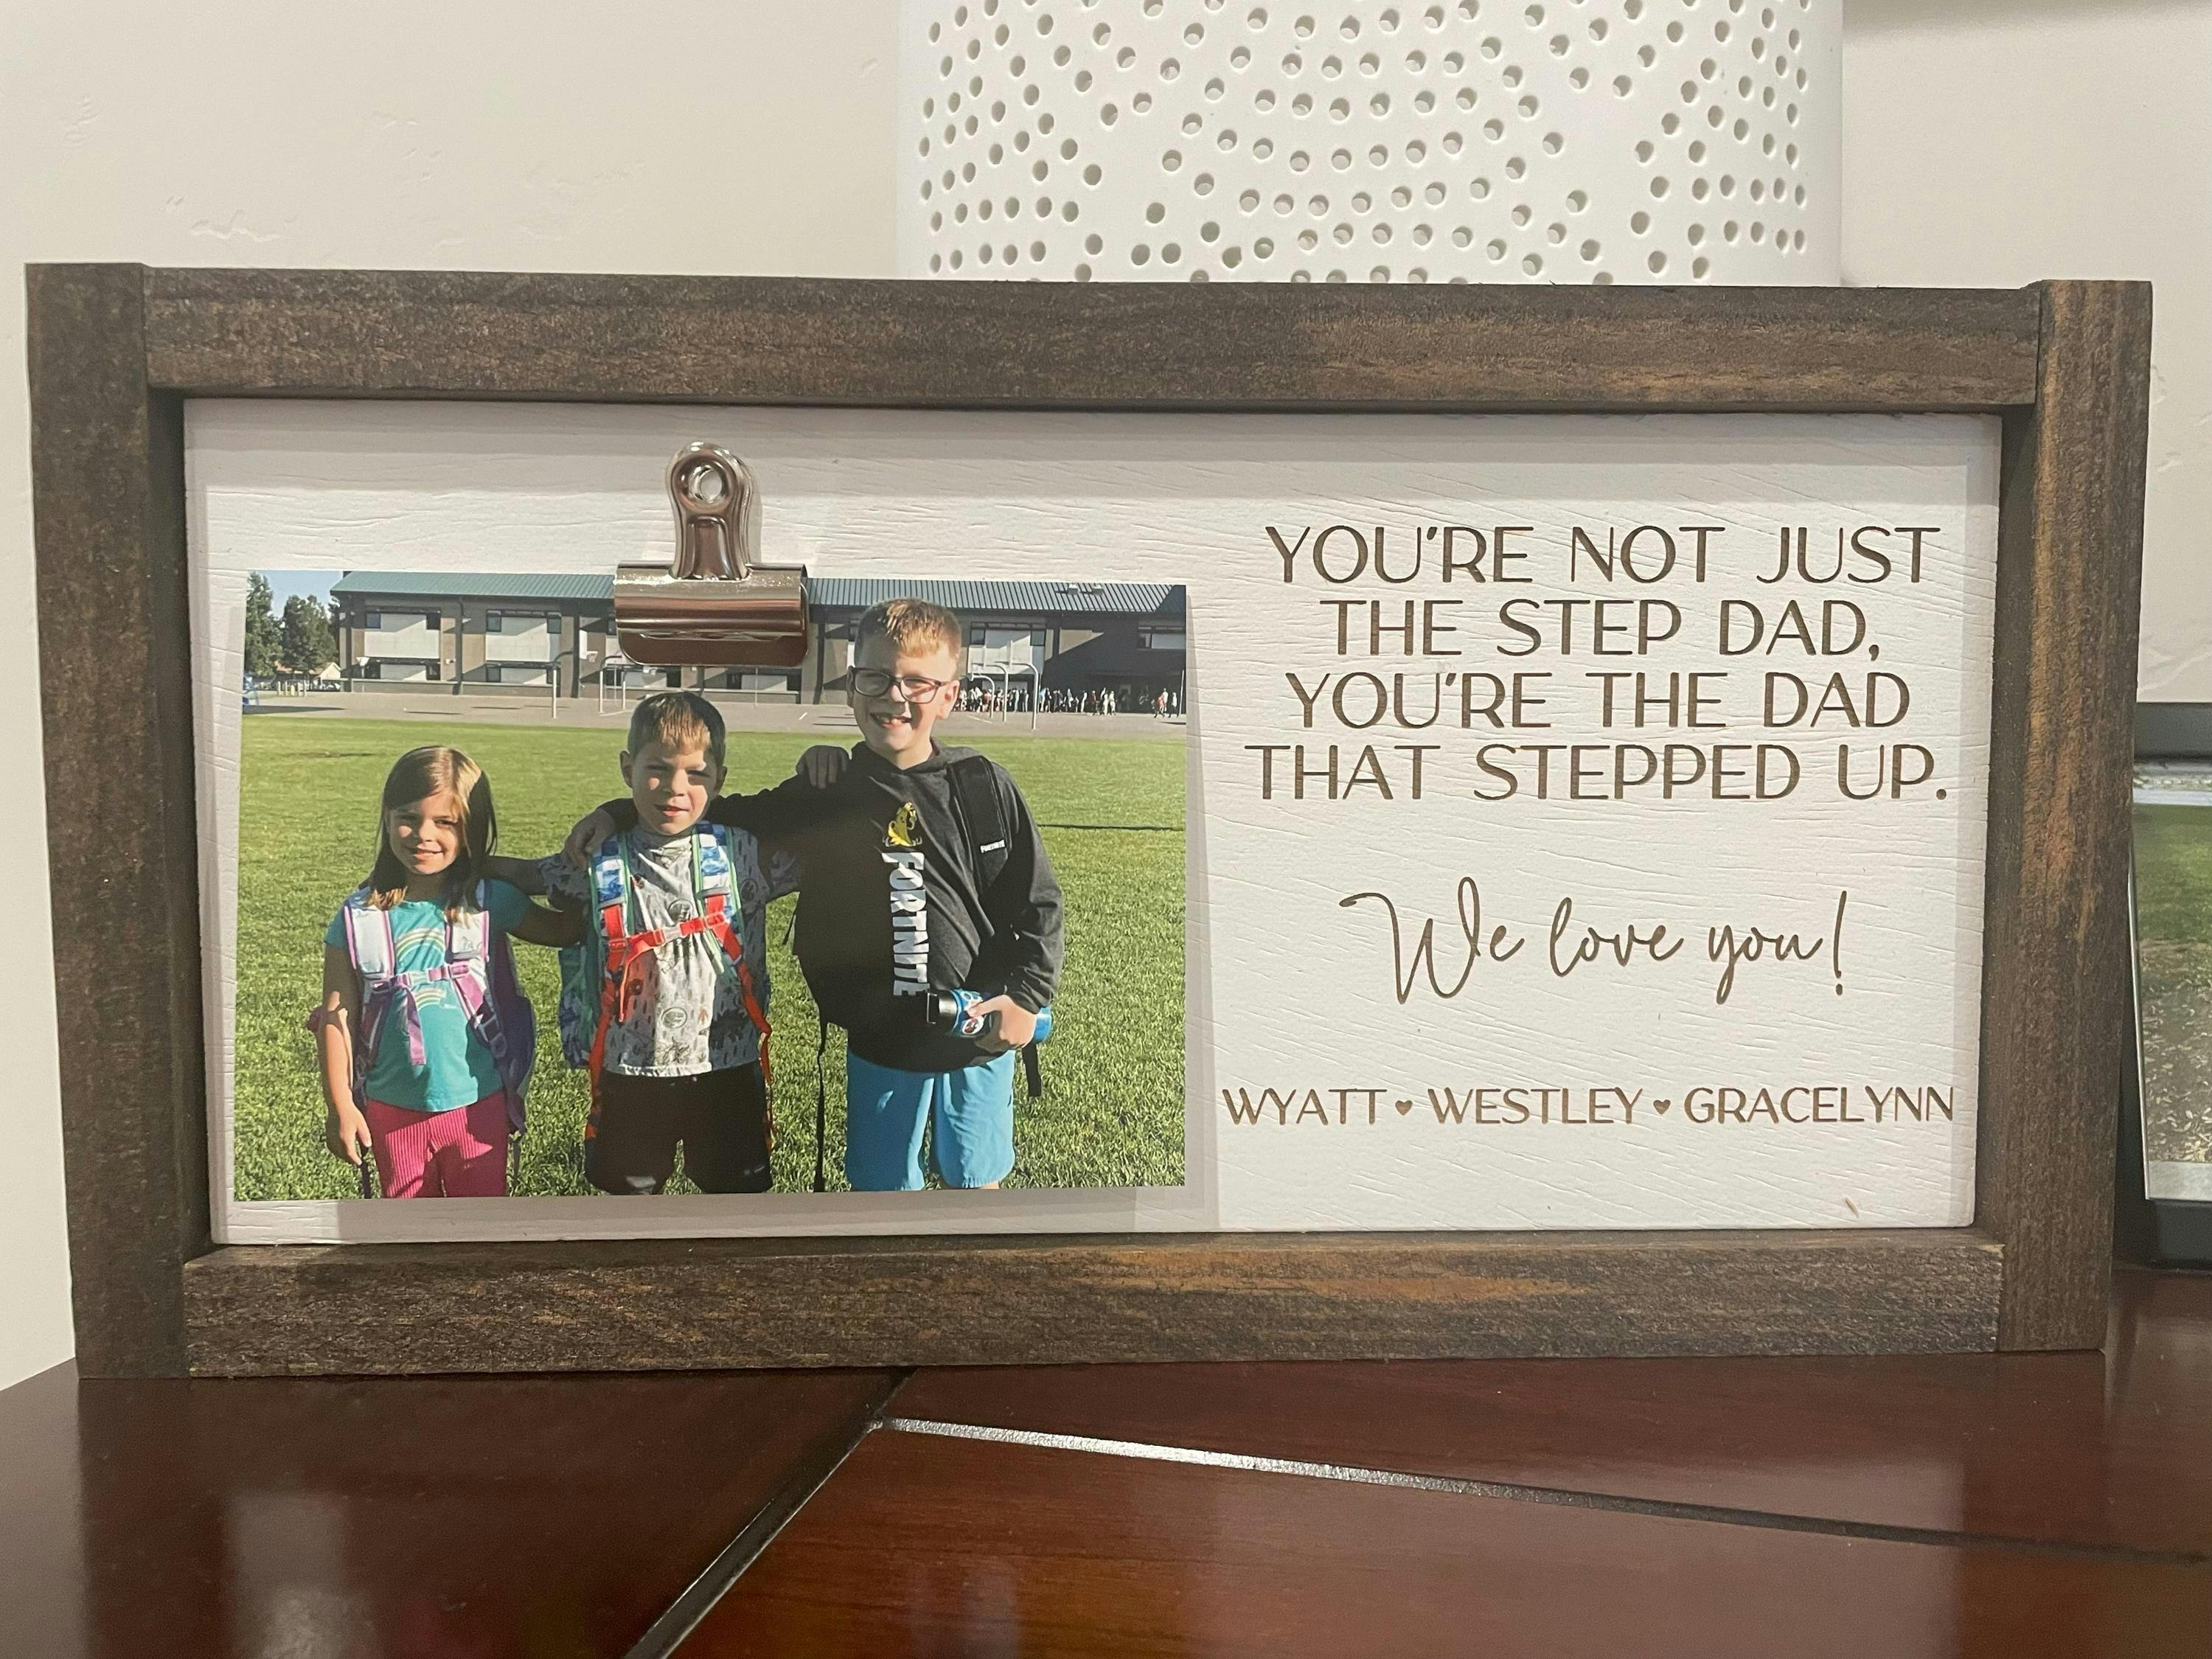 YOU'RE NOT JUST
THE STEP DAD,
YOU'RE THE DAD
THAT STEPPED UP.
We love you!
WYATT ♥ WESTLEY ♥ GRACELYNN
FORTNITE